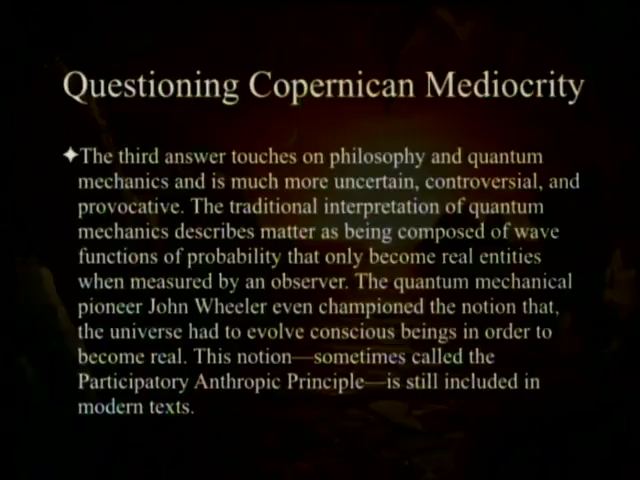 Questioning Copernican Mediocrity
✦The third answer touches on philosophy and quantum
mechanics and is much more uncertain, controversial, and
provocative. The traditional interpretation of quantum
mechanics describes matter as being composed of wave
functions of probability that only become real entities
when measured by an observer. The quantum mechanical
pioneer John Wheeler even championed the notion that,
the universe had to evolve conscious beings in order to
become real. This notion—sometimes called the
Participatory Anthropic Principle—is still included in
modern texts.